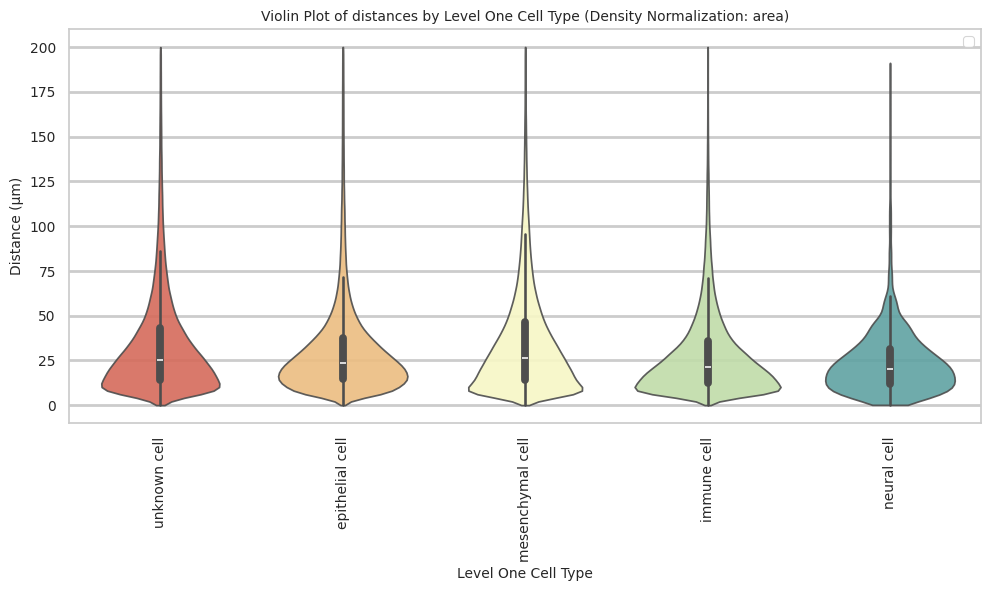 Violin Plot of distances by Level One Cell Type (Density Normalization: area)
Distance (μm)
200
175
150
125
100
75
50
25
0
unknown cell
epithelial cell
mesenchymal cell
immune cell
neural cell
Level One Cell Type